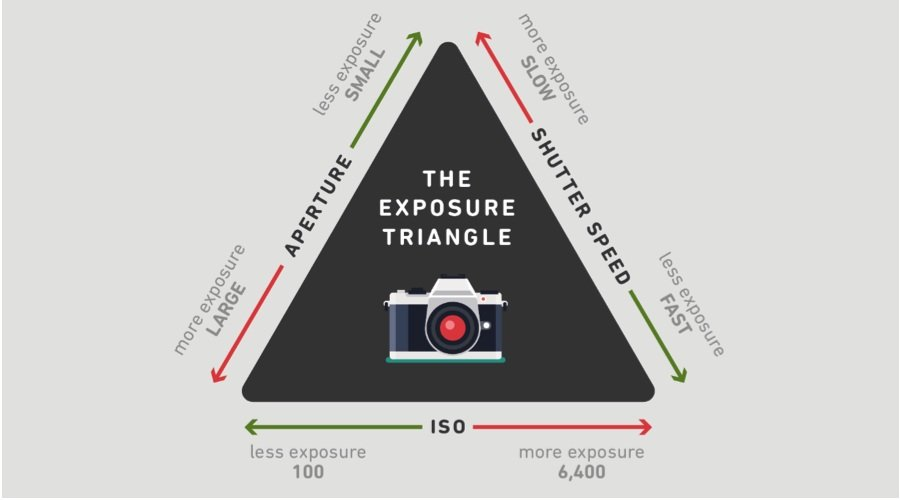 less exposure
SMALL
more exposure
SLOW
APERTURE
THE
EXPOSURE
TRIANGLE
SHUTTER SPEED
more exposure
LARGE
less exposure
FAST
ISO
less exposure
100
more exposure
6,400